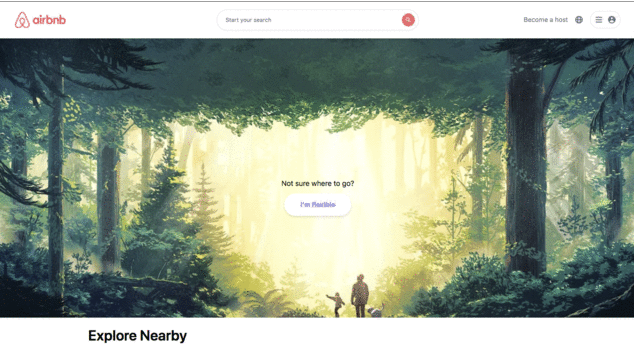 airbnb
Start your search
Become a host
Not sure where to go?
I'm flexible
Explore Nearby